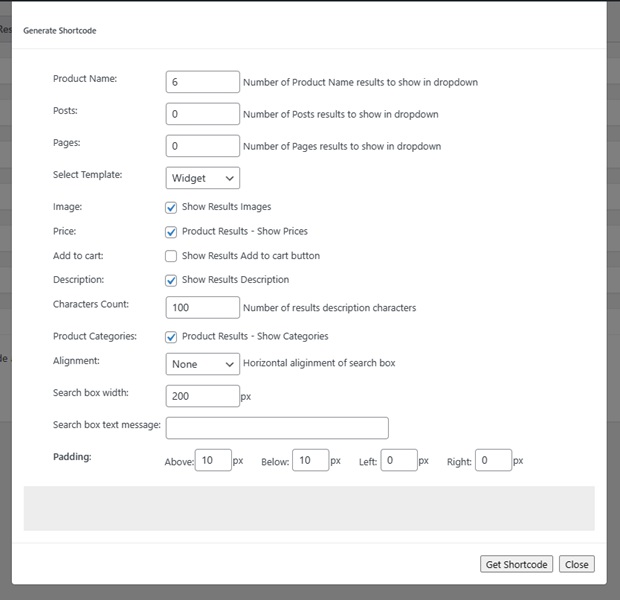 Generate Shortcode
Product Name: 6 Number of Product Name results to show in dropdown
Posts: 0 Number of Posts results to show in dropdown
Pages: 0 Number of Pages results to show in dropdown
Select Template: Widget
Image: Show Results Images
Price: Product Results - Show Prices
Add to cart: Show Results Add to cart button
Description: Show Results Description
Characters Count: 100 Number of results description characters
Product Categories: Product Results - Show Categories
Alignment: None Horizontal aliginment of search box
Search box width: 200 px
Search box text message:
Padding: Above: 10 px Below: 10 px Left: 0 px Right: 0 px
Get Shortcode Close